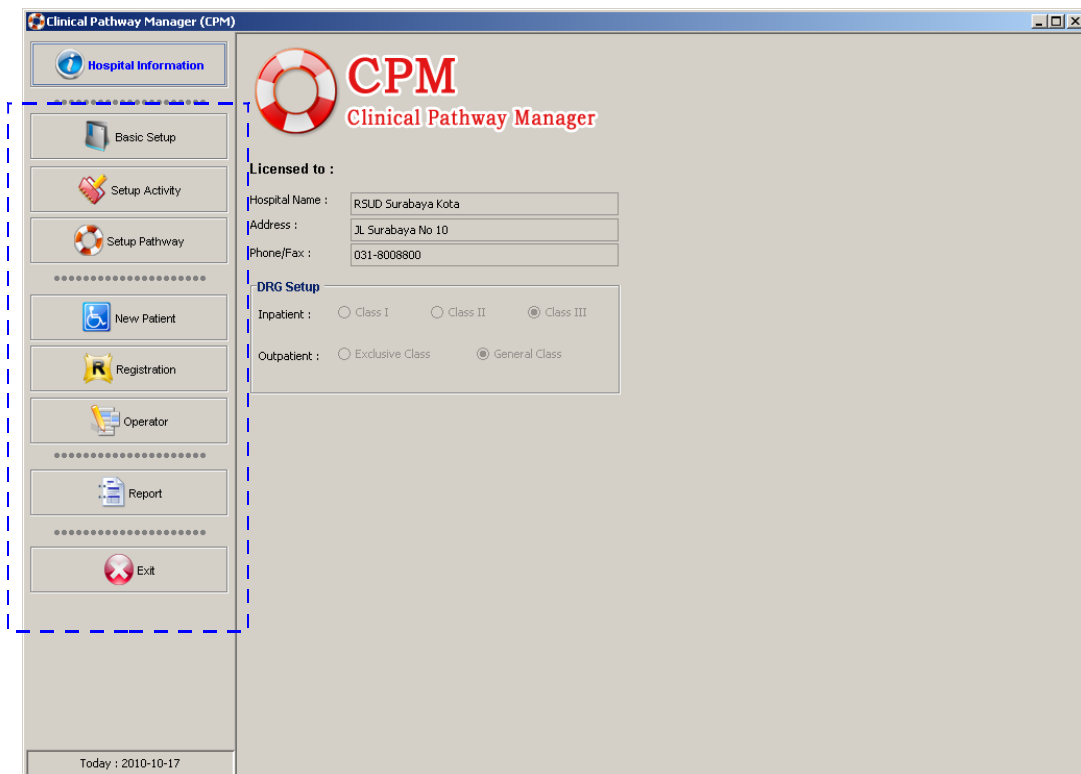 Clinical Pathway Manager (CPM)
Hospital Information
Basic Setup
Setup Activity
Setup Pathway
New Patient
R
Registration
Operator
Report
Exit
Today : 2010-10-17
CPM
Clinical Pathway Manager
Licensed to :
Hospital Name : RSUD Surabaya Kota
Address : JL Surabaya No 10
Phone/Fax : 031-8008800
DRG Setup
Inpatient : Class I Class II Class III
Outpatient : Exclusive Class General Class